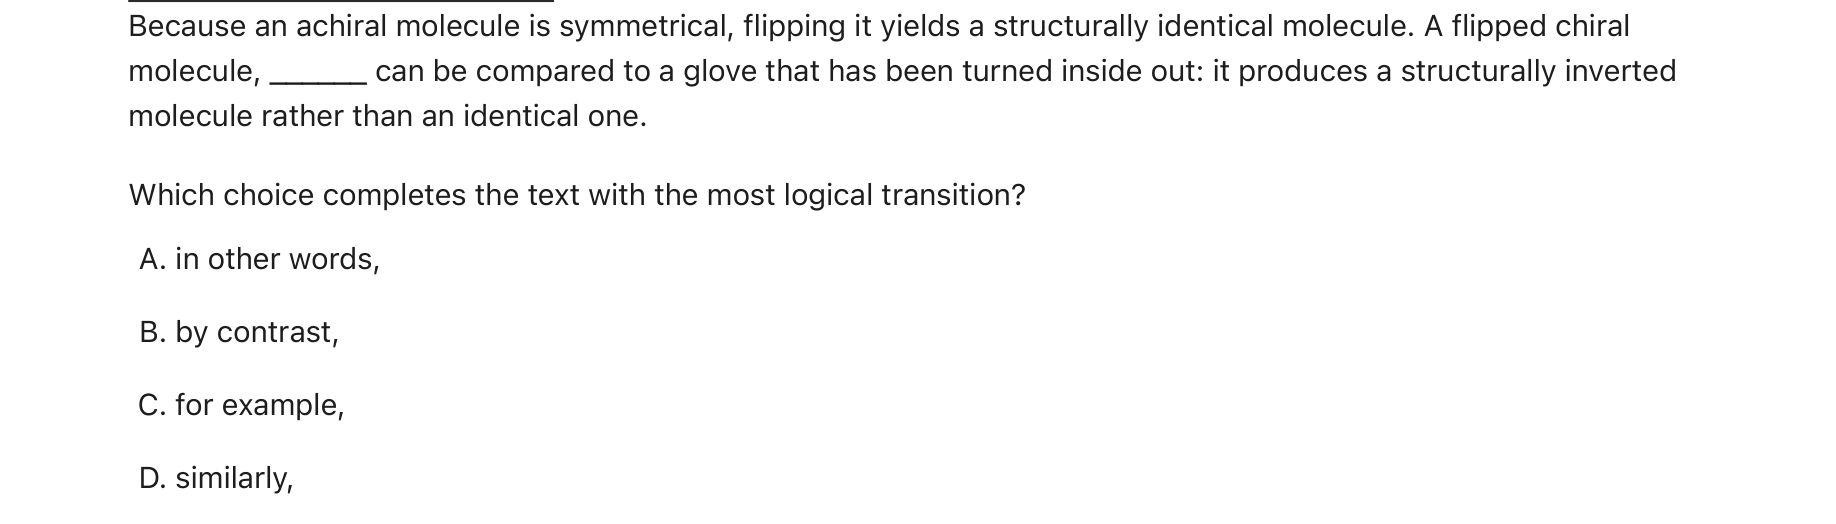 Because an achiral molecule is symmetrical, flipping it yields a structurally identical molecule. A flipped chiral
molecule, ______ can be compared to a glove that has been turned inside out: it produces a structurally inverted
molecule rather than an identical one.
Which choice completes the text with the most logical transition?
A. in other words,
B. by contrast,
C. for example,
D. similarly,